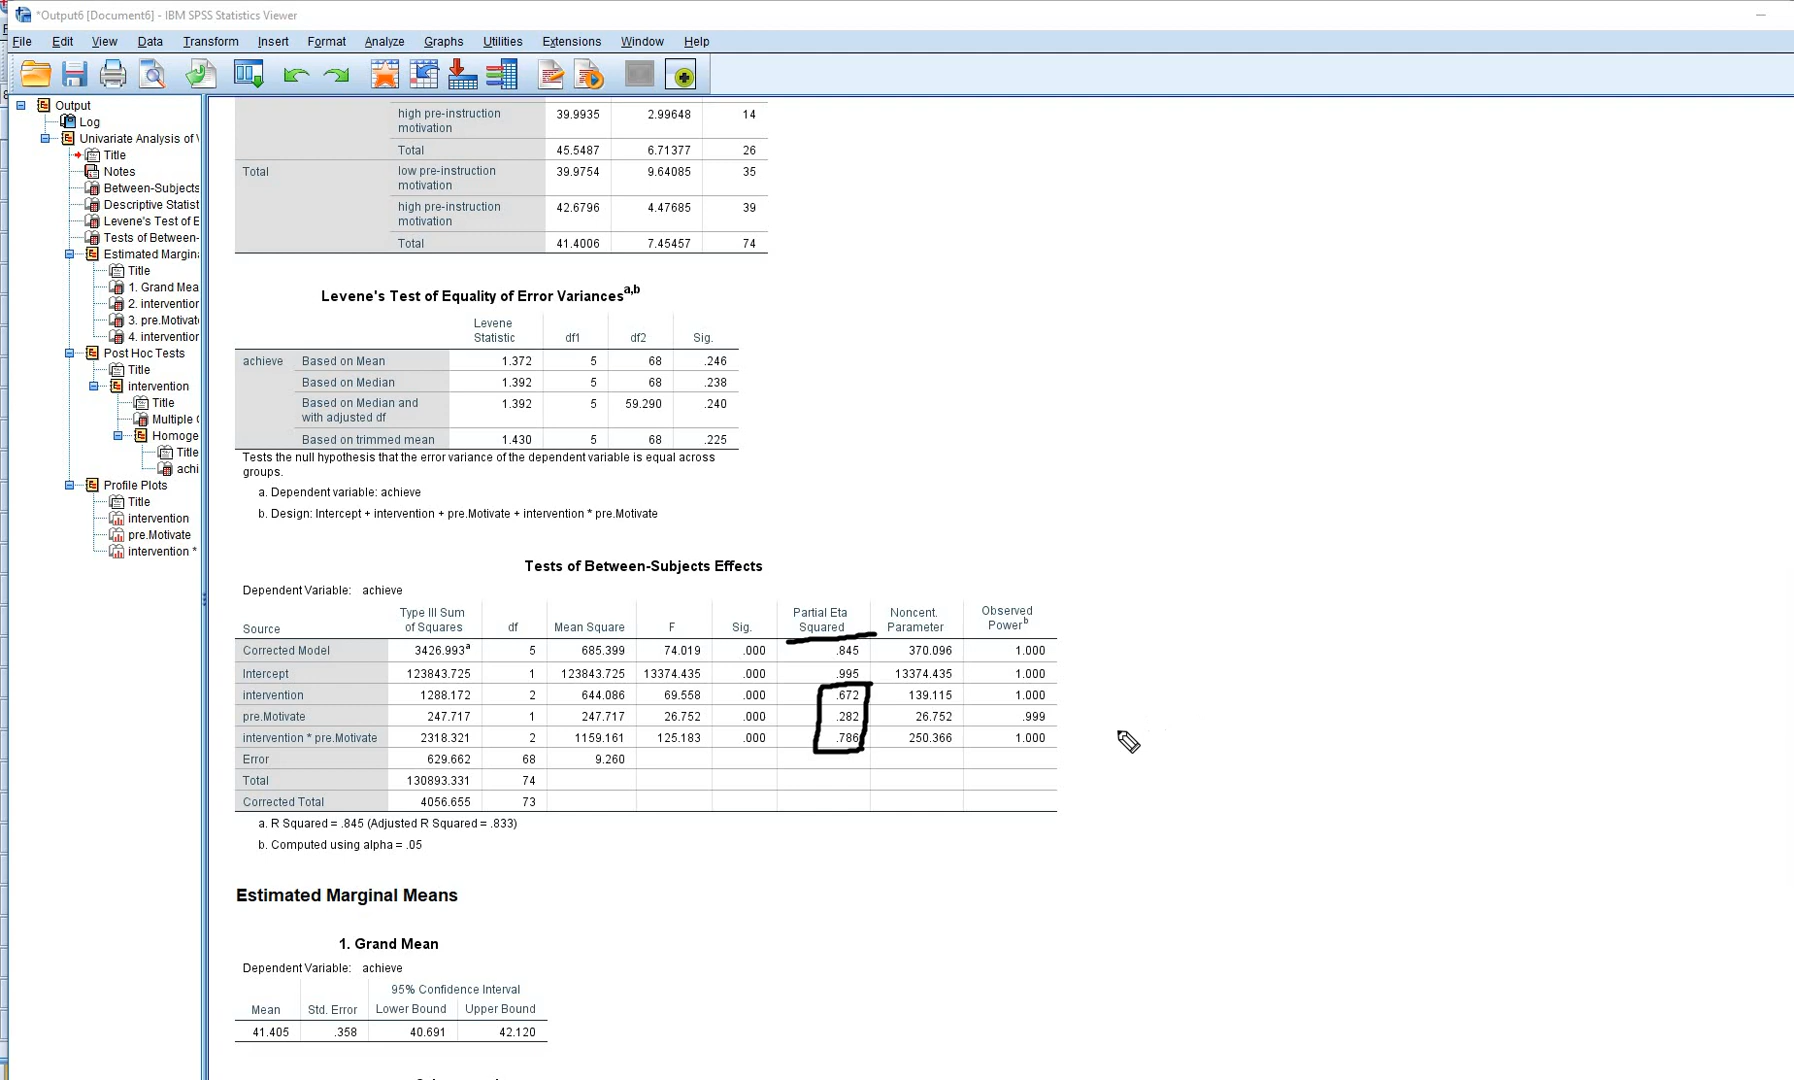 *Output6 [Document6] - IBM SPSS Statistics Viewer
File Edit View Data Transform Insert Format Analyze Graphs Utilities Extensions Window Help
Output
Log
Univariate Analysis of
Title
Notes
Between-Subjects
Descriptive Statist
Levene's Test of E
Tests of Between-
Estimated Margin
Title
1. Grand Mea
2. intervention
3. pre.Motivat
4. intervention
Post Hoc Tests
Title
intervention
Title
Multiple
Homoge
Title
achi
Profile Plots
Title
intervention
pre.Motivate
intervention *
high pre-instruction motivation 39.9935 2.99648 14
Total 45.5487 6.71377 26
Total low pre-instruction motivation 39.9754 9.64085 35
high pre-instruction motivation 42.6796 4.47685 39
Total 41.4006 7.45457 74
Levene's Test of Equality of Error Variances a,b
Levene Statistic df1 df2 Sig.
achieve Based on Mean 1.372 5 68 .246
Based on Median 1.392 5 68 .238
Based on Median and with adjusted df 1.392 5 59.290 .240
Based on trimmed mean 1.430 5 68 .225
Tests the null hypothesis that the error variance of the dependent variable is equal across
groups.
a. Dependent variable: achieve
b. Design: Intercept + intervention + pre.Motivate + intervention * pre.Motivate
Tests of Between-Subjects Effects
Dependent Variable: achieve
Source Type III Sum of Squares df Mean Square F Sig. Partial Eta Squared Noncent. Parameter Observed Power b
Corrected Model 3426.993 a 5 685.399 74.019 .000 .845 370.096 1.000
Intercept 123843.725 1 123843.725 13374.435 .000 .995 13374.435 1.000
intervention 1288.172 2 644.086 69.558 .000 .672 139.115 1.000
pre.Motivate 247.717 1 247.717 26.752 .000 .282 26.752 .999
intervention * pre.Motivate 2318.321 2 1159.161 125.183 .000 .786 250.366 1.000
Error 629.662 68 9.260
Total 130893.331 74
Corrected Total 4056.655 73
a. R Squared = .845 (Adjusted R Squared = .833)
b. Computed using alpha = .05
Estimated Marginal Means
1. Grand Mean
Dependent Variable: achieve
95% Confidence Interval
Mean Std. Error Lower Bound Upper Bound
41.405 .358 40.691 42.120